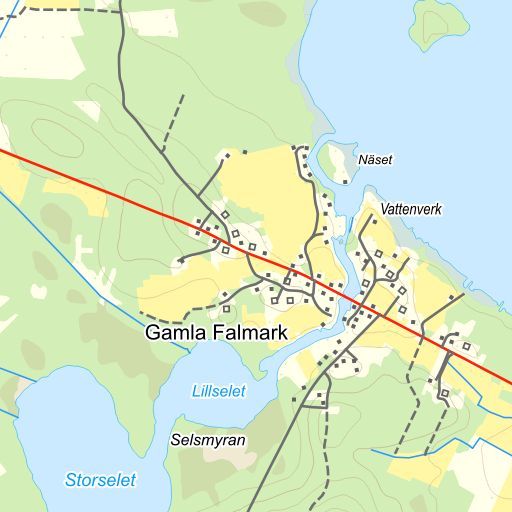 Näset
Vattenverk
Gamla Falmark
Lillselet
Selsmyran
Storselet